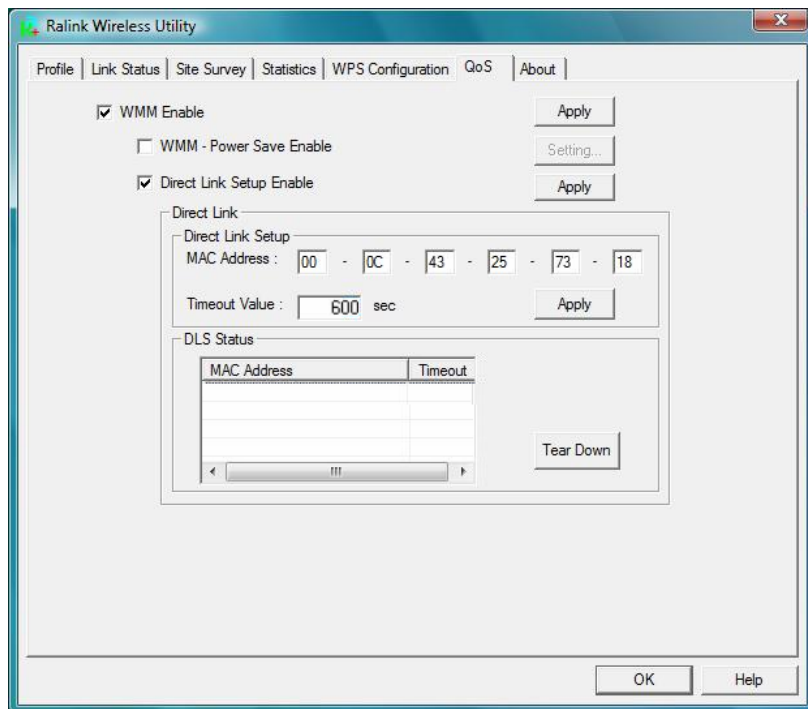 Ralink Wireless Utility
Profile Link Status Site Survey Statistics WPS Configuration QoS About
WMM Enable Apply
WMM - Power Save Enable Setting...
Direct Link Setup Enable Apply
Direct Link
Direct Link Setup
MAC Address : 00 - 0C - 43 - 25 - 73 - 18
Timeout Value : 600 sec Apply
DLS Status
MAC Address Timeout
Tear Down
OK Help